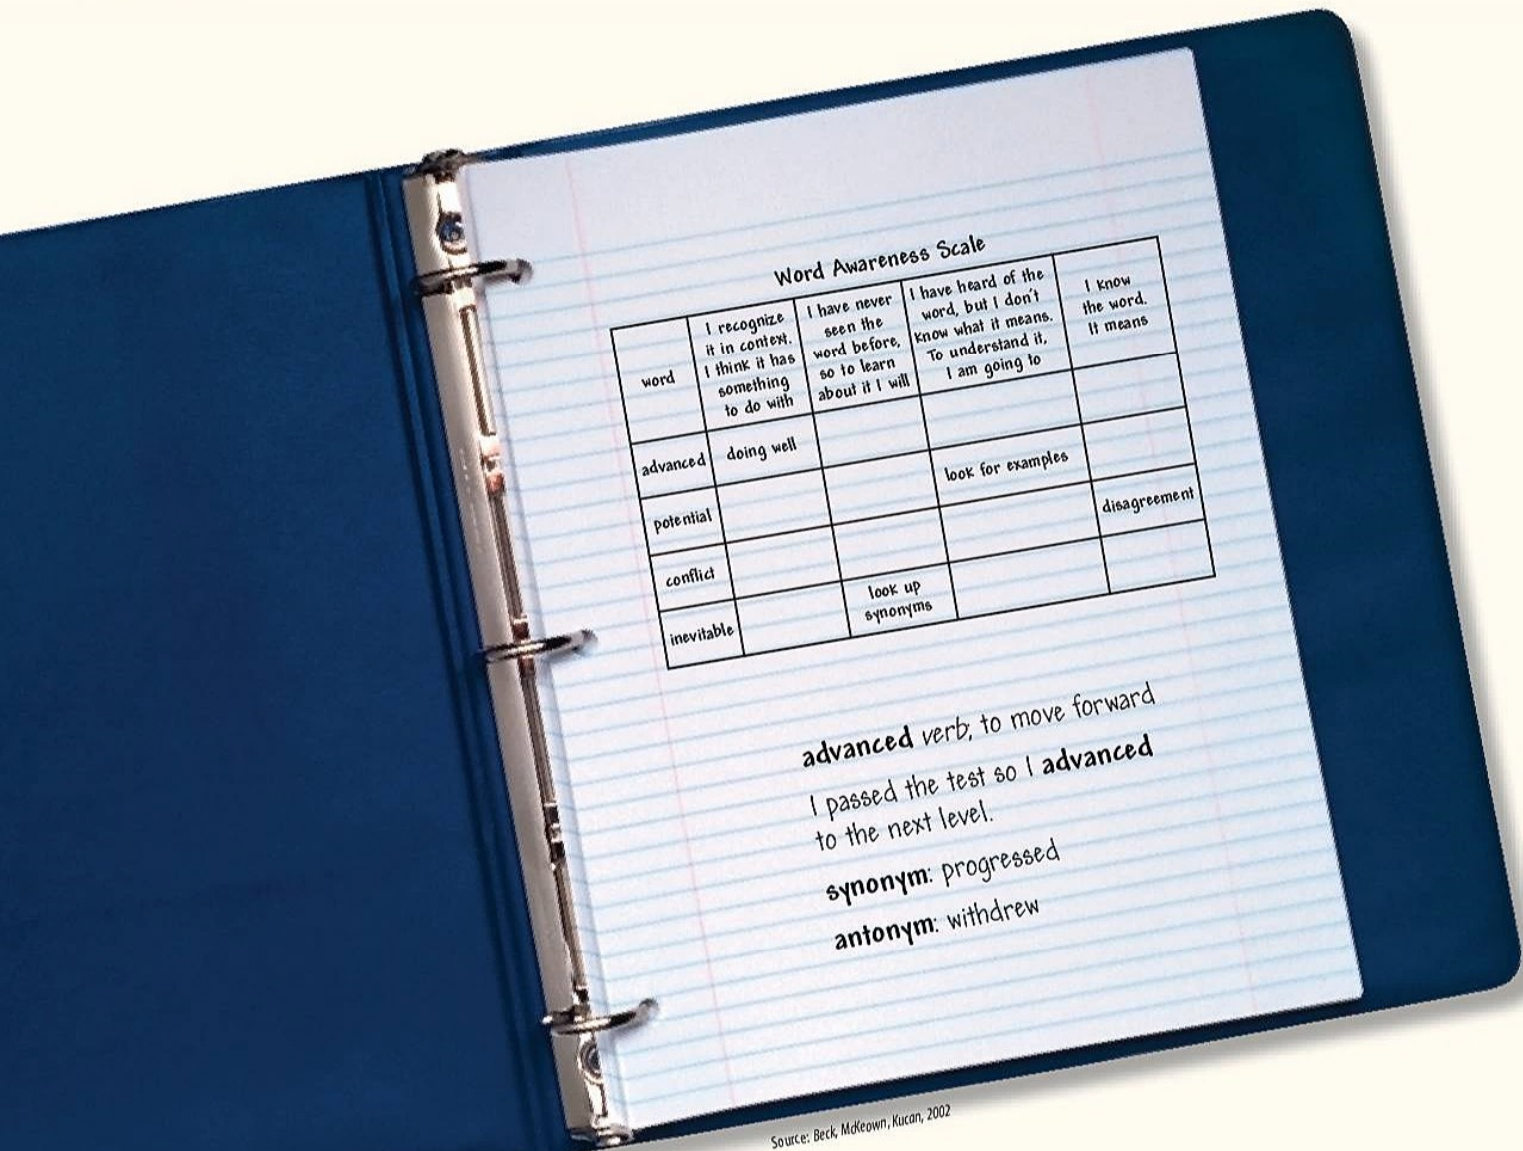 Word Awareness Scale
word
I recognize
it in context.
I think it has
something
to do with
I have never
seen the
word before,
so to learn
about it I will
I have heard of the
word, but I don't
know what it means.
To understand it,
I am going to
I know
the word.
It means
advanced
doing well
potential
look for examples
conflict
disagreement
inevitable
look up
synonyms
advanced verb; to move forward
I passed the test so I advanced
to the next level.
synonym: progressed
antonym: withdrew
Source: Beck, McKeown, Kucan, 2002